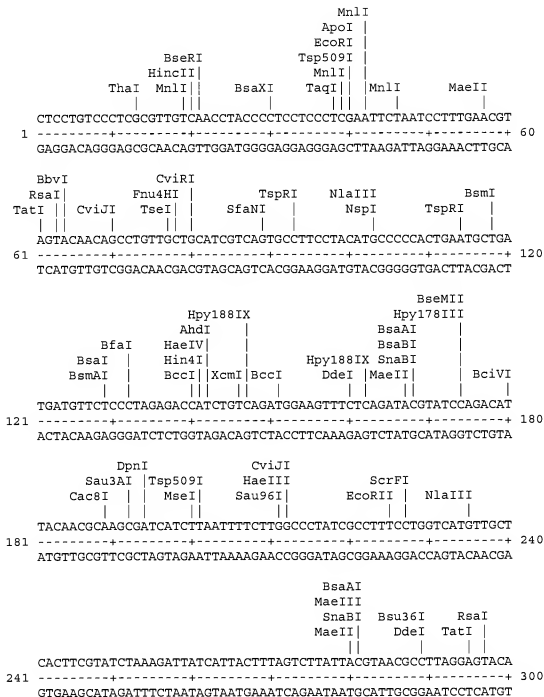 MnlI
ApoI
EcoRI
BseRI Tsp509I
HincII MnlI
ThaI MnlI BsaXI TaqI MnlI MaeII
CTCCTGTCCCTCGCGTTGTCAACCTACCCCTCCTCCCTCGAATTCTAATCCTTTGAACGT
1 ---------+---------+---------+---------+---------+---------+ 60
GAGGACAGGGAGCGCAACAGTTGGATGGGGAGGAGGGAGCTTAAGATTAGGAAACTTGCA
BbvI CviRI
RsaI Fnu4HI TspRI NlaIII BsmI
TatI CviJI TseI SfaNI NspI TspRI
AGTACAACAGCCTGTTGCTGCATCGTCAGTGCCTTCCTACATGCCCCCACTGAATGCTGA
61 ---------+---------+---------+---------+---------+---------+ 120
TCATGTTGTCGGACAACGACGTAGCAGTCACGGAAGGATGTACGGGGGTGACTTACGACT
BseMII
Hpy188IX Hpy178III
AhdI BsaAI
BfaI HaeIV BsaBI
BsaI Hin4I Hpy188IX SnaBI
BsmAI BccI XcmI BccI DdeI MaeII BciVI
TGATGTTCTCCCTAGAGACCATCTGTCAGATGGAAGTTTCTCAGATACGTATCCAGACAT
121 ---------+---------+---------+---------+---------+---------+ 180
ACTACAAGAGGGATCTCTGGTAGACAGTCTACCTTCAAAGAGTCTATGCATAGGTCTGTA
DpnI CviJI
Sau3AI Tsp509I HaeIII ScrFI
Cac8I MseI Sau96I EcoRII NlaIII
TACAACGCAAGCGATCATCTTAATTTTCTTGGCCCTATCGCCTTTCCTGGTCATGTTGCT
181 ---------+---------+---------+---------+---------+---------+ 240
ATGTTGCGTTCGCTAGTAGAATTAAAAGAACCGGGATAGCGGAAAGGACCAGTACAACGA
BsaAI
MaeIII
SnaBI Bsu36I RsaI
MaeII DdeI TatI
CACTTCGTATCTAAAGATTATCATTACTTTAGTCTTATTACGTAACGCCTTAGGAGTACA
241 300
GTGAAGCATAGATTTCTAATAGTAATGAAATCAGAATAATGCATTGCGGAATCCTCATGT